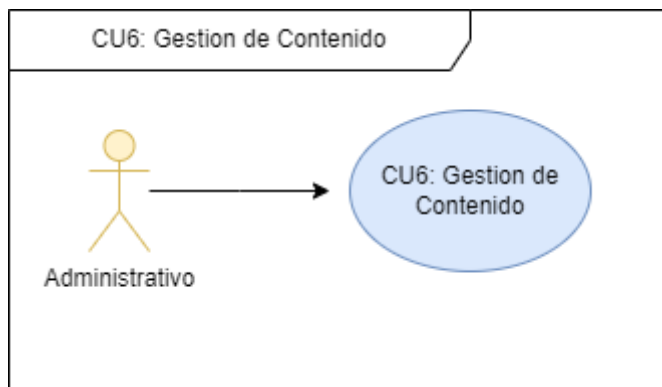 CU6: Gestion de Contenido
CU6: Gestion de
Contenido
Administrativo